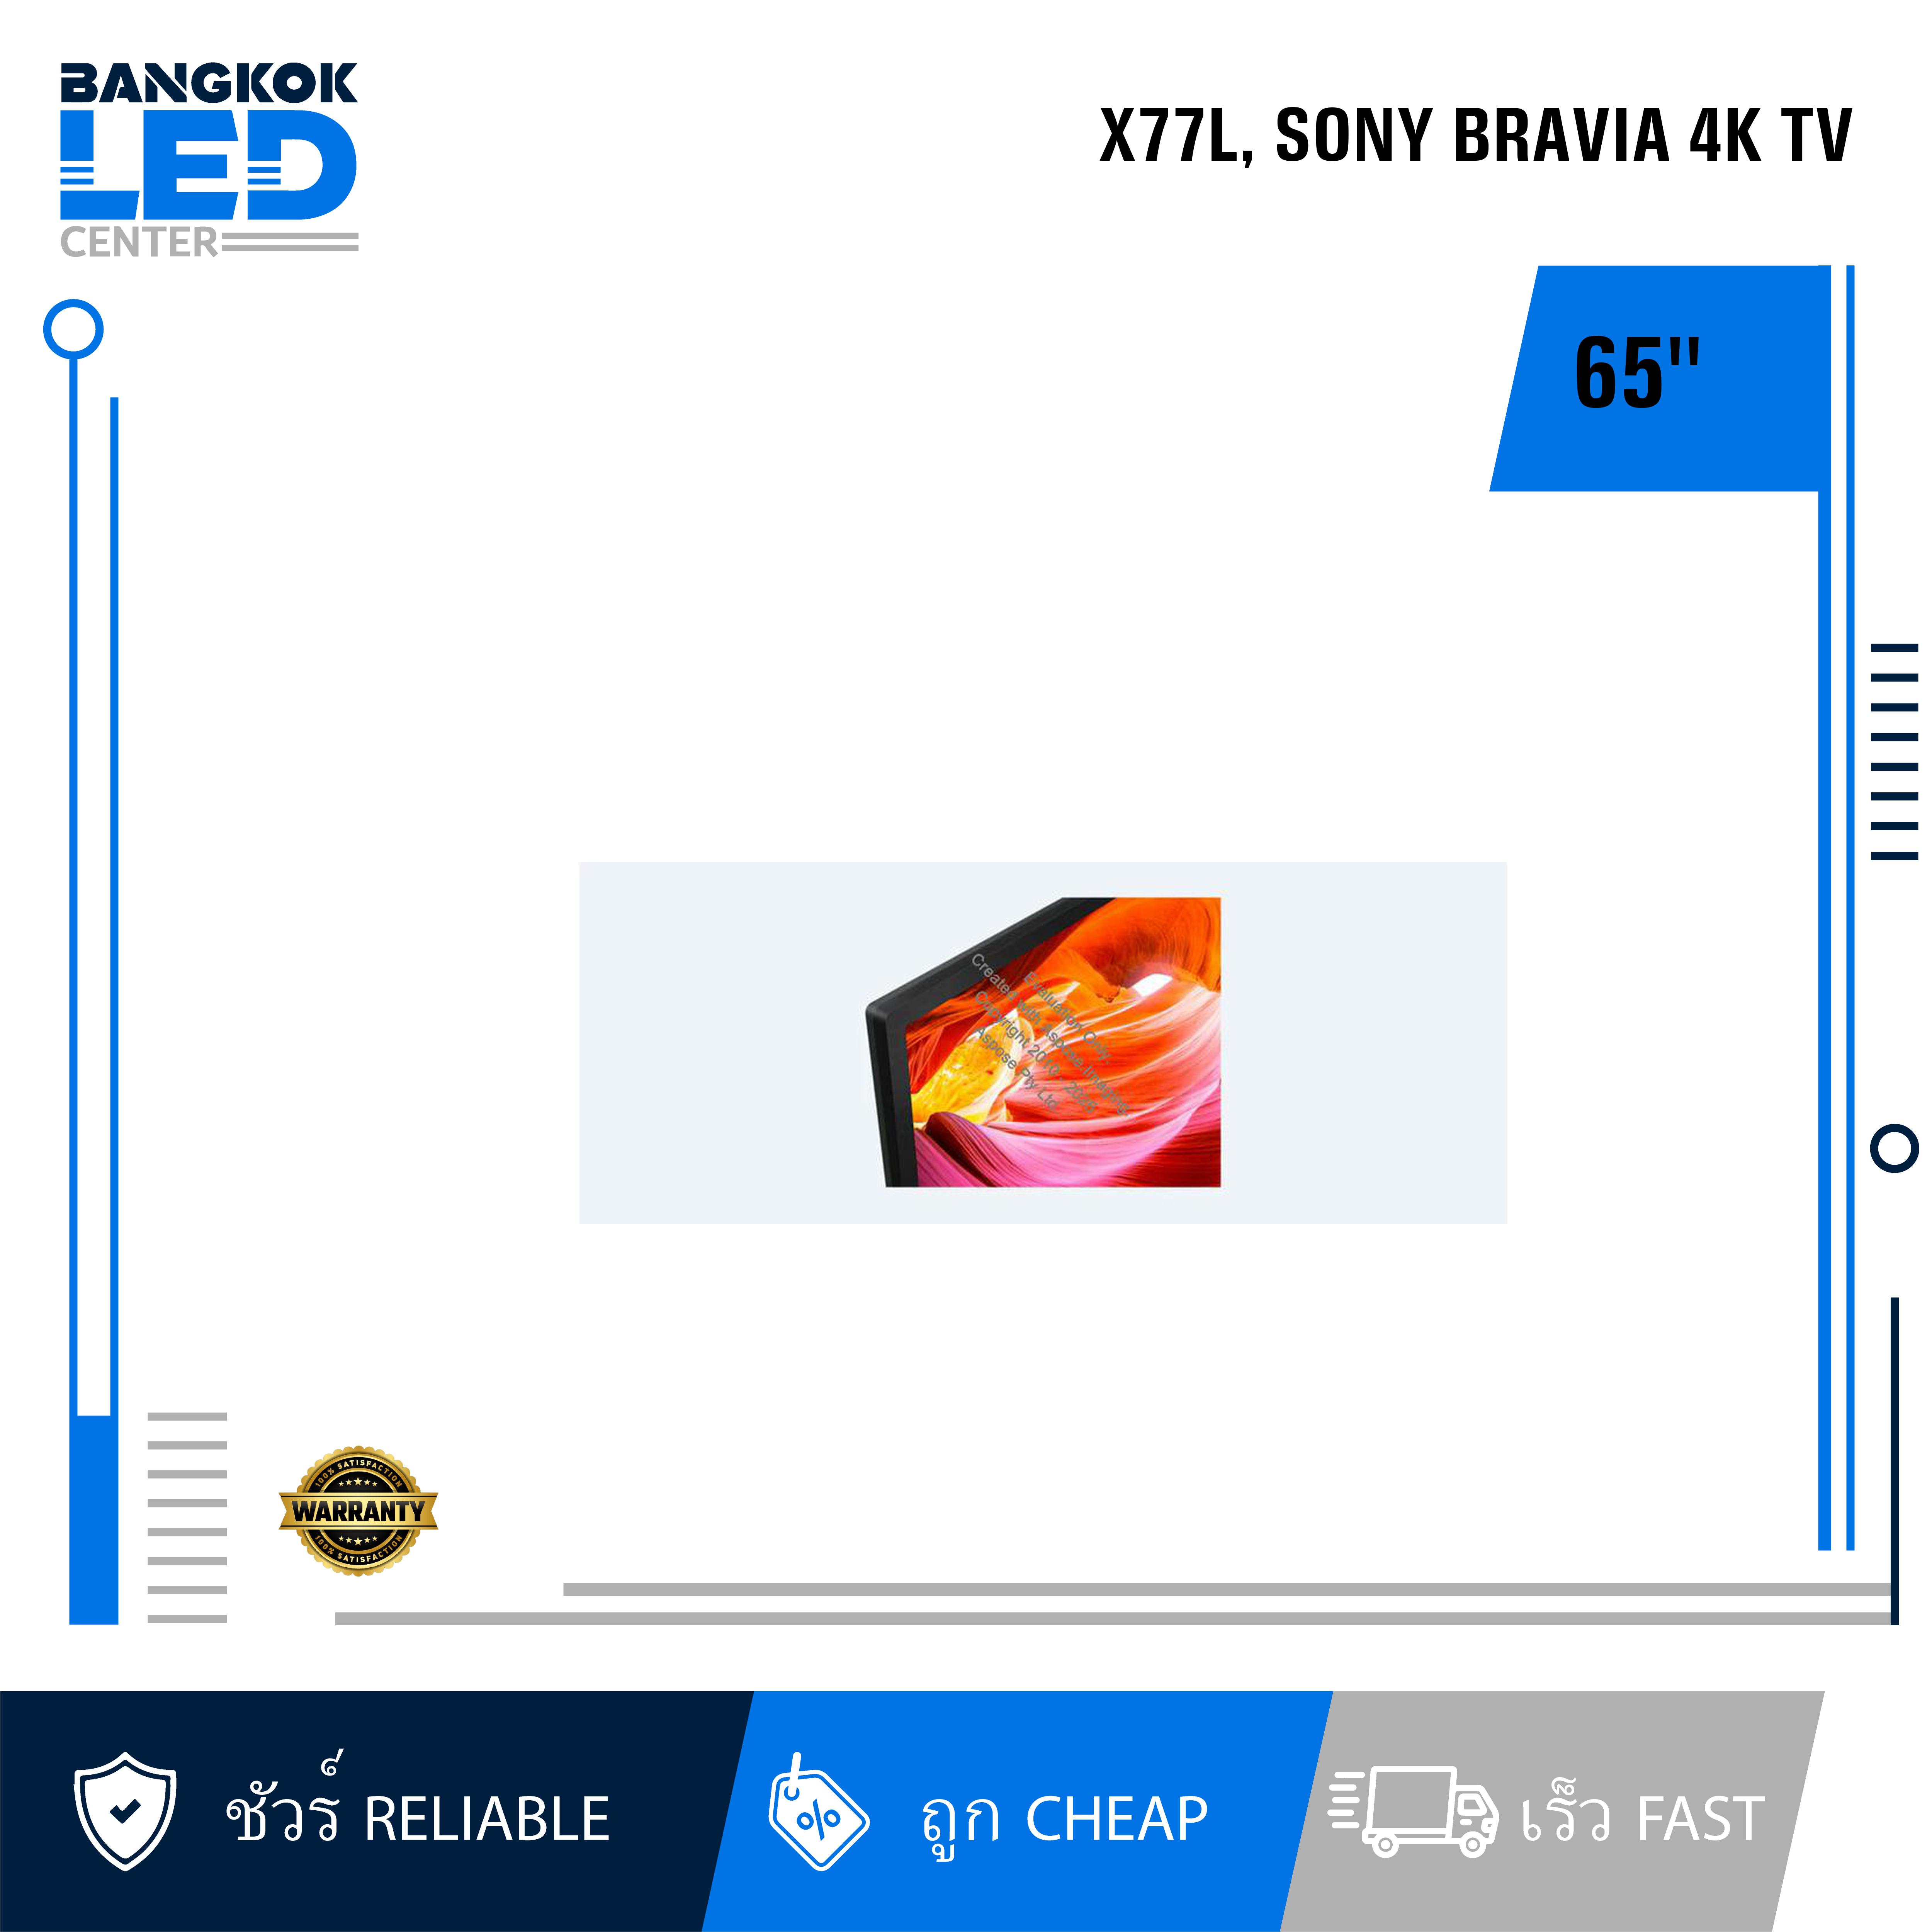 BANGKOK
LED
CENTER
X77L, SONY BRAVIA 4K TV
65"
Evaluation Only.
Created with Aspose.Imaging.
Copyright 2010 - 2025
Aspose Pty Ltd.
100% SATISFACTION
WARRANTY
100% SATISFACTION
ชัวร์ RELIABLE
ถูก CHEAP
เร็ว FAST